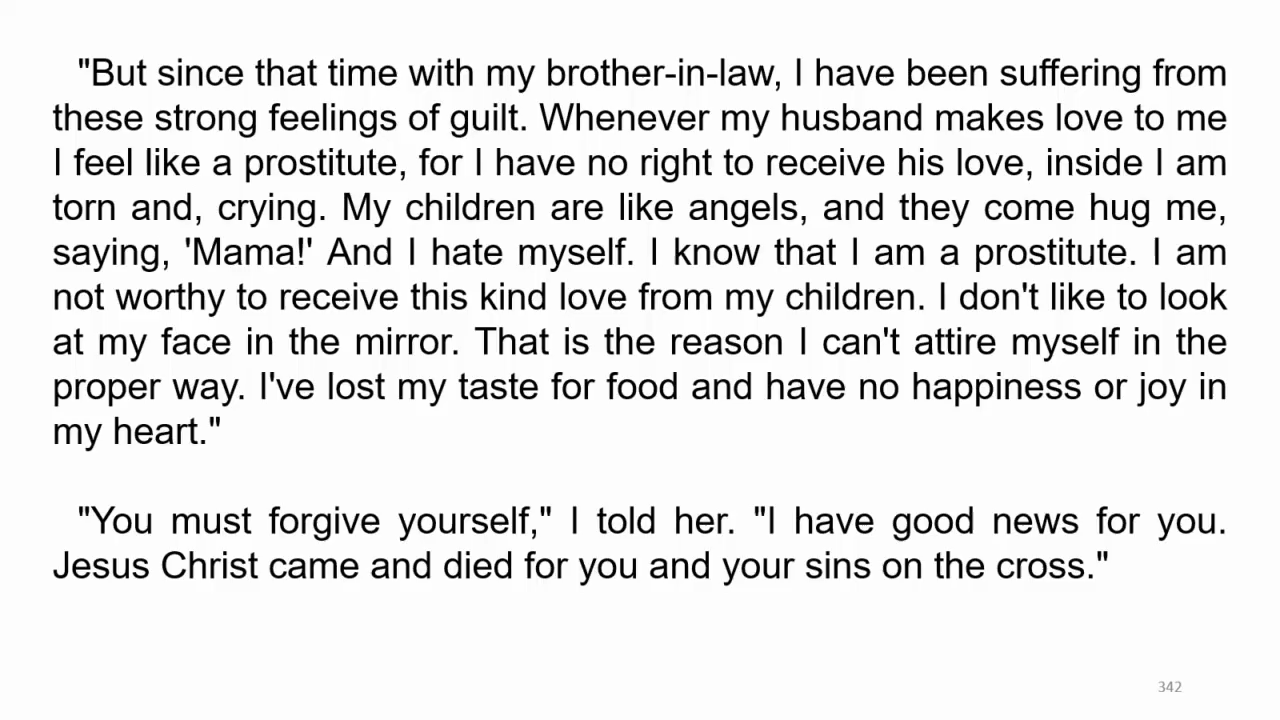 "But since that time with my brother-in-law, I have been suffering from
these strong feelings of guilt. Whenever my husband makes love to me
I feel like a prostitute, for I have no right to receive his love, inside I am
torn and, crying. My children are like angels, and they come hug me,
saying, 'Mama!' And I hate myself. I know that I am a prostitute. I am
not worthy to receive this kind love from my children. I don't like to look
at my face in the mirror. That is the reason I can't attire myself in the
proper way. I've lost my taste for food and have no happiness or joy in
my heart."
"You must forgive yourself," I told her. "I have good news for you.
Jesus Christ came and died for you and your sins on the cross."
342